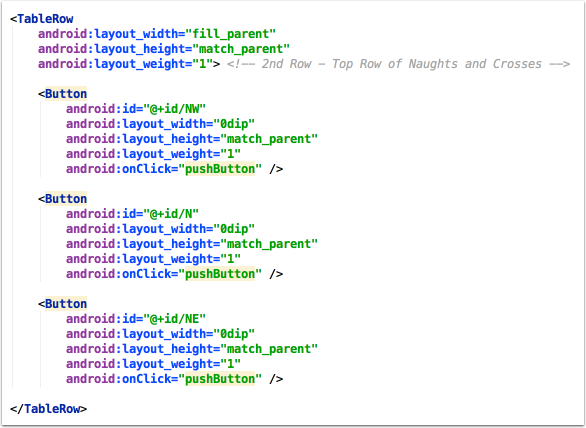 <TableRow
    android:layout_width="fill_parent"
    android:layout_height="match_parent"
    android:layout_weight="1"> <!-- 2nd Row - Top Row of Naughts and Crosses -->

    <Button
        android:id="@+id/NW"
        android:layout_width="0dip"
        android:layout_height="match_parent"
        android:layout_weight="1"
        android:onClick="pushButton" />

    <Button
        android:id="@+id/N"
        android:layout_width="0dip"
        android:layout_height="match_parent"
        android:layout_weight="1"
        android:onClick="pushButton" />

    <Button
        android:id="@+id/NE"
        android:layout_width="0dip"
        android:layout_height="match_parent"
        android:layout_weight="1"
        android:onClick="pushButton" />

</TableRow>